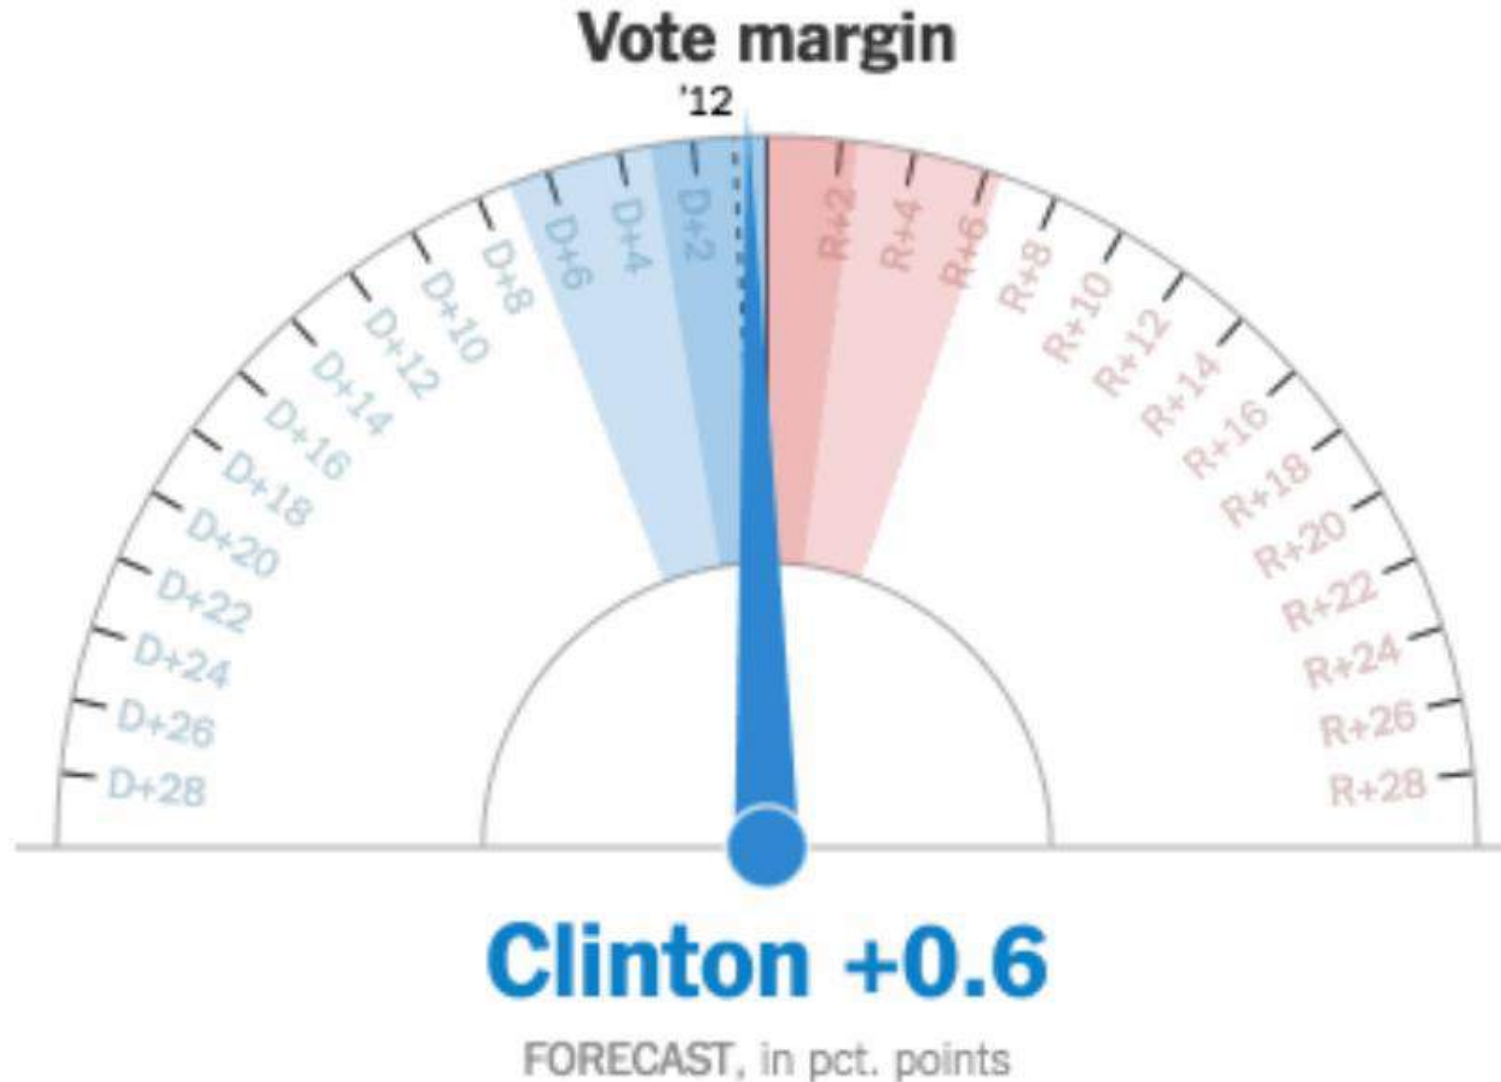 Vote margin
'12
D+28
D+26
D+24
D+22
D+20
D+18
D+16
D+14
D+12
D+10
D+8
D+6
D+4
D+2
R+2
R+4
R+6
R+8
R+10
R+12
R+14
R+16
R+18
R+20
R+22
R+24
R+26
R+28
Clinton +0.6
FORECAST, in pct. points